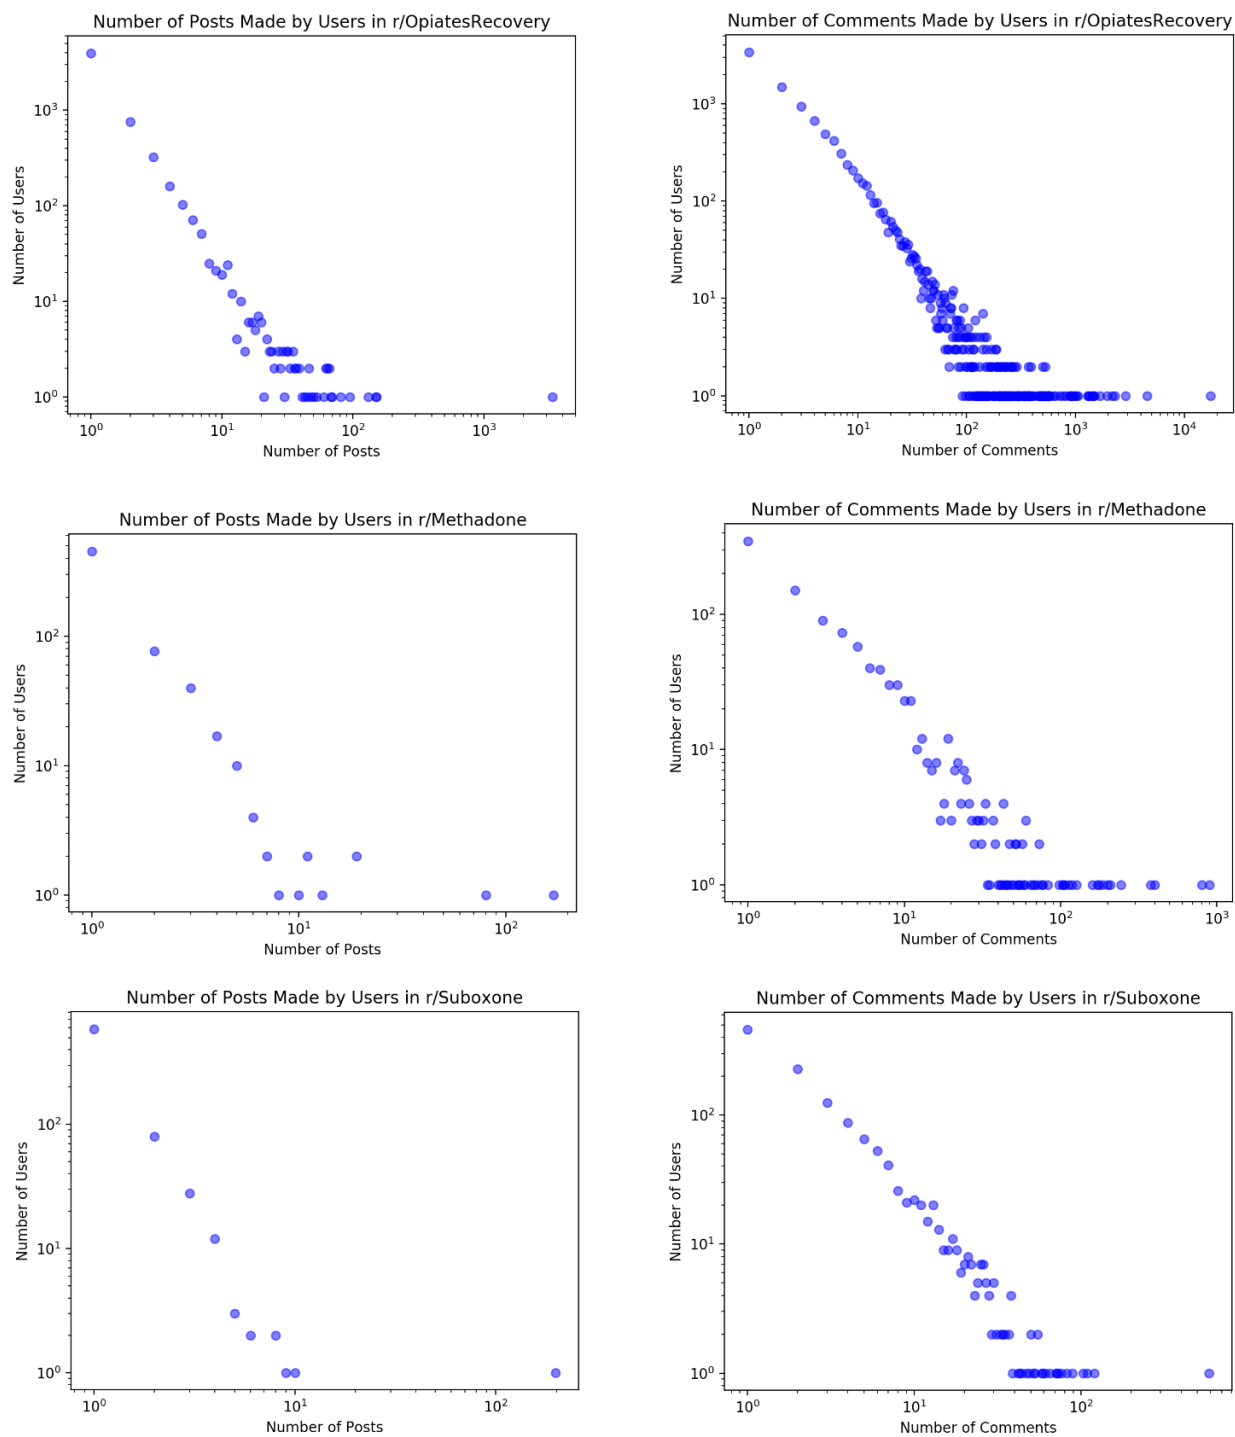 Number of Posts Made by Users in r/OpiatesRecovery
Number of Users
10³
10²
10¹
10⁰
10⁰ 10¹ 10² 10³
Number of Posts
Number of Comments Made by Users in r/OpiatesRecovery
Number of Users
10³
10²
10¹
10⁰
10⁰ 10¹ 10² 10³ 10⁴
Number of Comments
Number of Posts Made by Users in r/Methadone
Number of Users
10²
10¹
10⁰
10⁰ 10¹ 10²
Number of Posts
Number of Comments Made by Users in r/Methadone
Number of Users
10²
10¹
10⁰
10⁰ 10¹ 10² 10³
Number of Comments
Number of Posts Made by Users in r/Suboxone
Number of Users
10²
10¹
10⁰
10⁰ 10¹ 10²
Number of Posts
Number of Comments Made by Users in r/Suboxone
Number of Users
10²
10¹
10⁰
10⁰ 10¹ 10²
Number of Comments